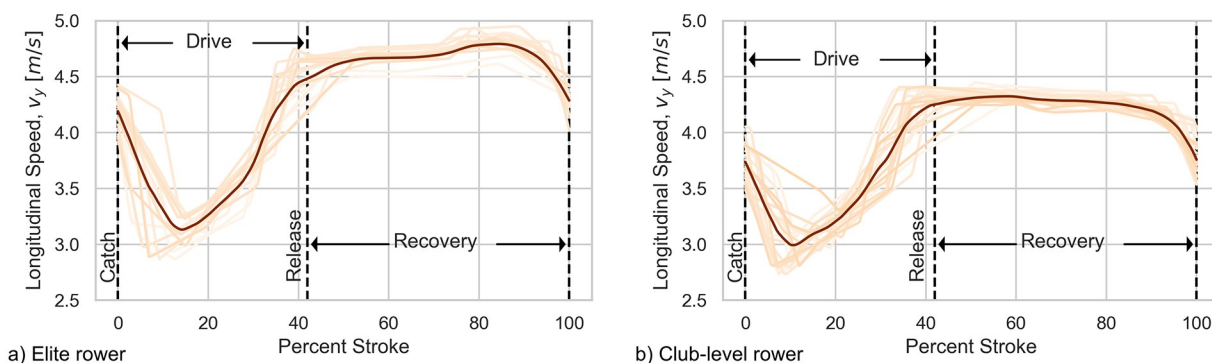 5.0
4.5
4.0
3.5
3.0
2.5
Longitudinal Speed, v_y [m/s]
Drive
Catch
Release
Recovery
0 20 40 60 80 100
Percent Stroke
a) Elite rower
5.0
4.5
4.0
3.5
3.0
2.5
Longitudinal Speed, v_y [m/s]
Drive
Catch
Release
Recovery
0 20 40 60 80 100
Percent Stroke
b) Club-level rower